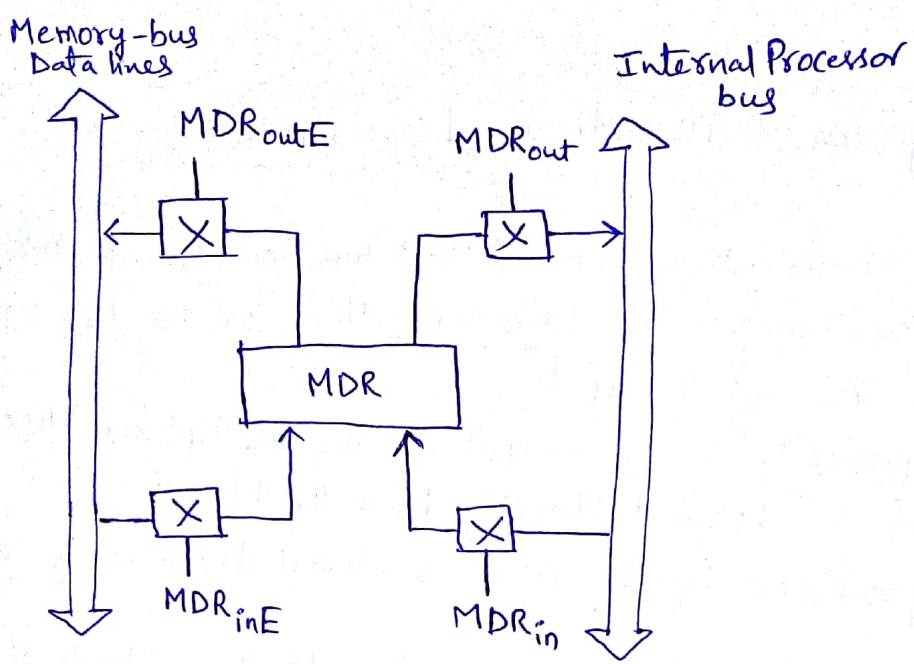 Memory-bus
Data lines
Internal Processor
bus
MDRoutE
MDRout
X
X
MDR
X
X
MDRinE
MDRin